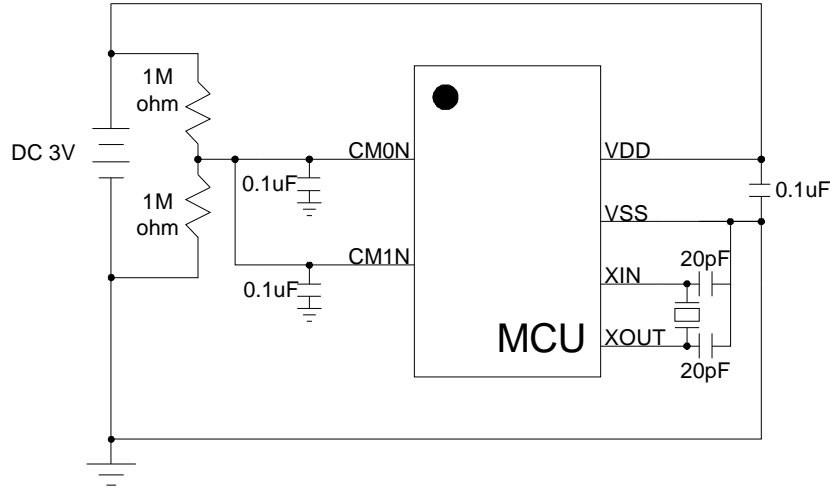 1M
ohm
DC 3V
CM0N
VDD
0.1uF
0.1uF
1M
ohm
VSS
CM1N
20pF
0.1uF
XIN
MCU
XOUT
20pF